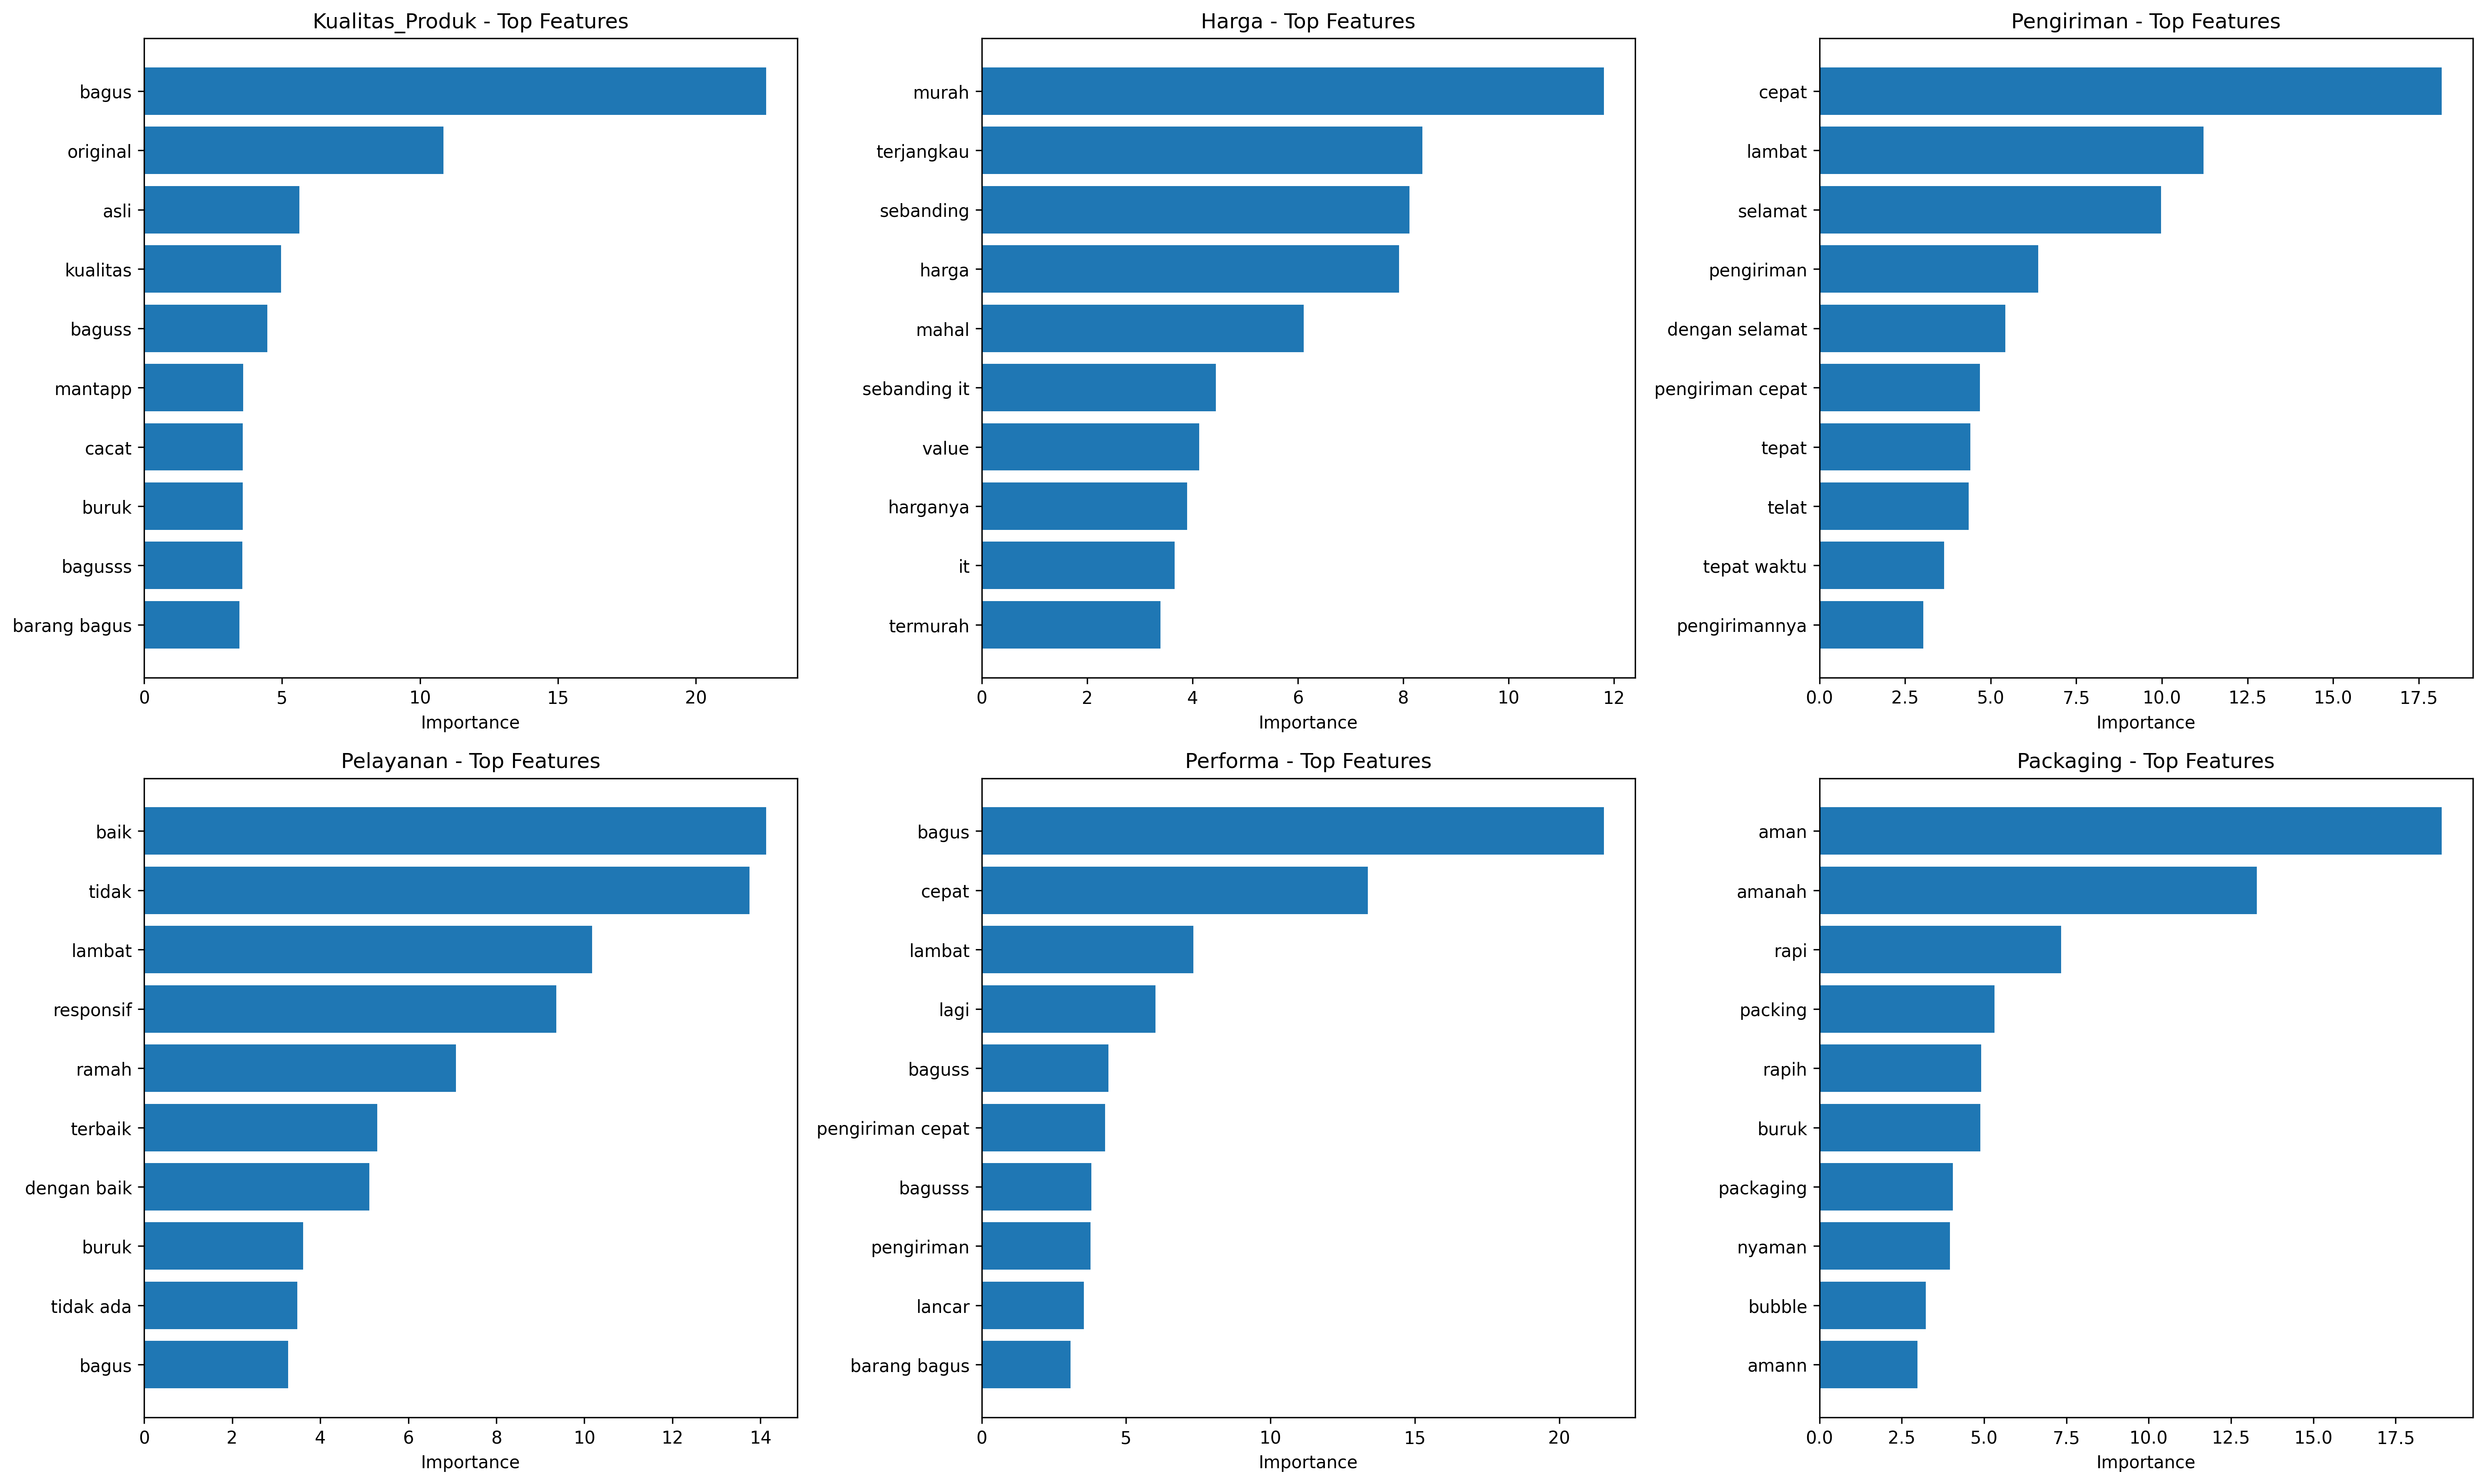 Kualitas_Produk - Top Features
bagus
original
asli
kualitas
baguss
mantapp
cacat
buruk
bagusss
barang bagus
0 5 10 15 20
Importance
Harga - Top Features
murah
terjangkau
sebanding
harga
mahal
sebanding it
value
harganya
it
termurah
0 2 4 6 8 10 12
Importance
Pengiriman - Top Features
cepat
lambat
selamat
pengiriman
dengan selamat
pengiriman cepat
tepat
telat
tepat waktu
pengirimannya
0.0 2.5 5.0 7.5 10.0 12.5 15.0 17.5
Importance
Pelayanan - Top Features
baik
tidak
lambat
responsif
ramah
terbaik
dengan baik
buruk
tidak ada
bagus
0 2 4 6 8 10 12 14
Importance
Performa - Top Features
bagus
cepat
lambat
lagi
baguss
pengiriman cepat
bagusss
pengiriman
lancar
barang bagus
0 5 10 15 20
Importance
Packaging - Top Features
aman
amanah
rapi
packing
rapih
buruk
packaging
nyaman
bubble
amann
0.0 2.5 5.0 7.5 10.0 12.5 15.0 17.5
Importance